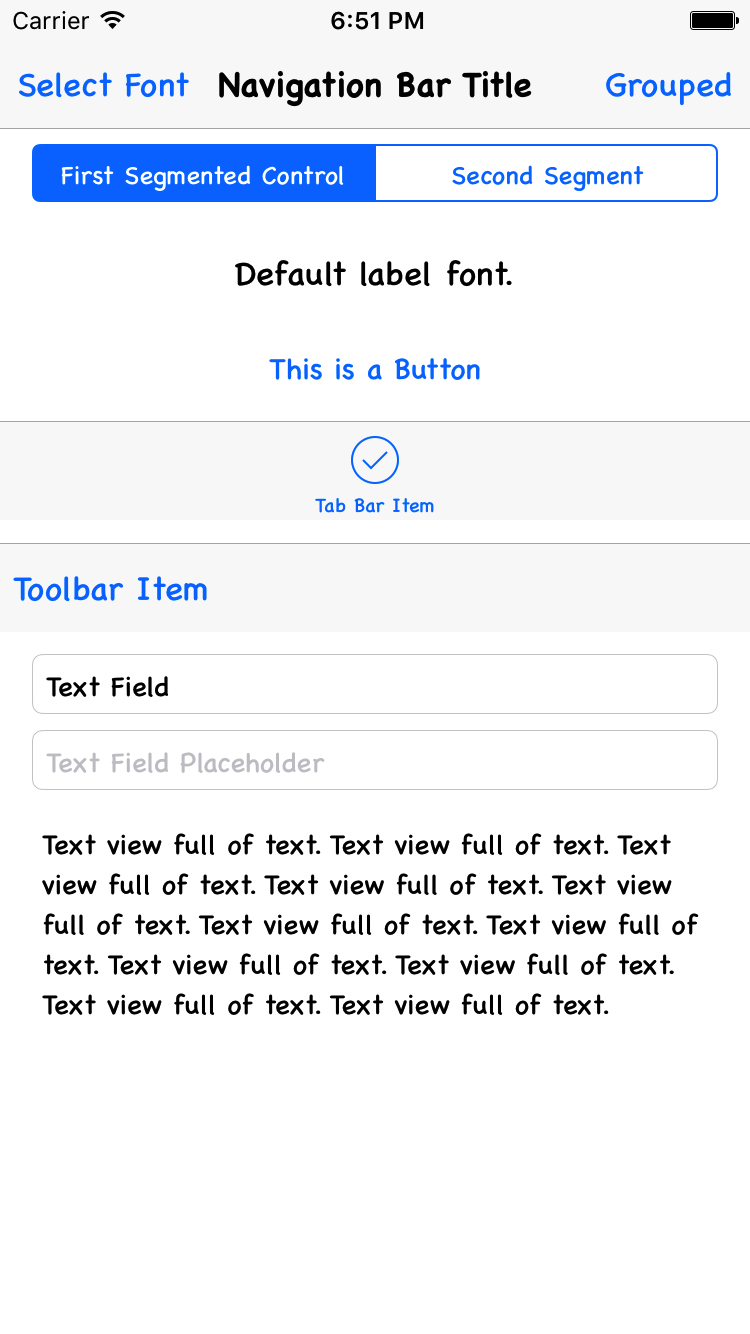 Carrier 6:51 PM
Select Font Navigation Bar Title Grouped
First Segmented Control Second Segment
Default label font.
This is a Button
Tab Bar Item
Toolbar Item
Text Field
Text Field Placeholder
Text view full of text. Text view full of text. Text
view full of text. Text view full of text. Text view
full of text. Text view full of text. Text view full of
text. Text view full of text. Text view full of text.
Text view full of text. Text view full of text.